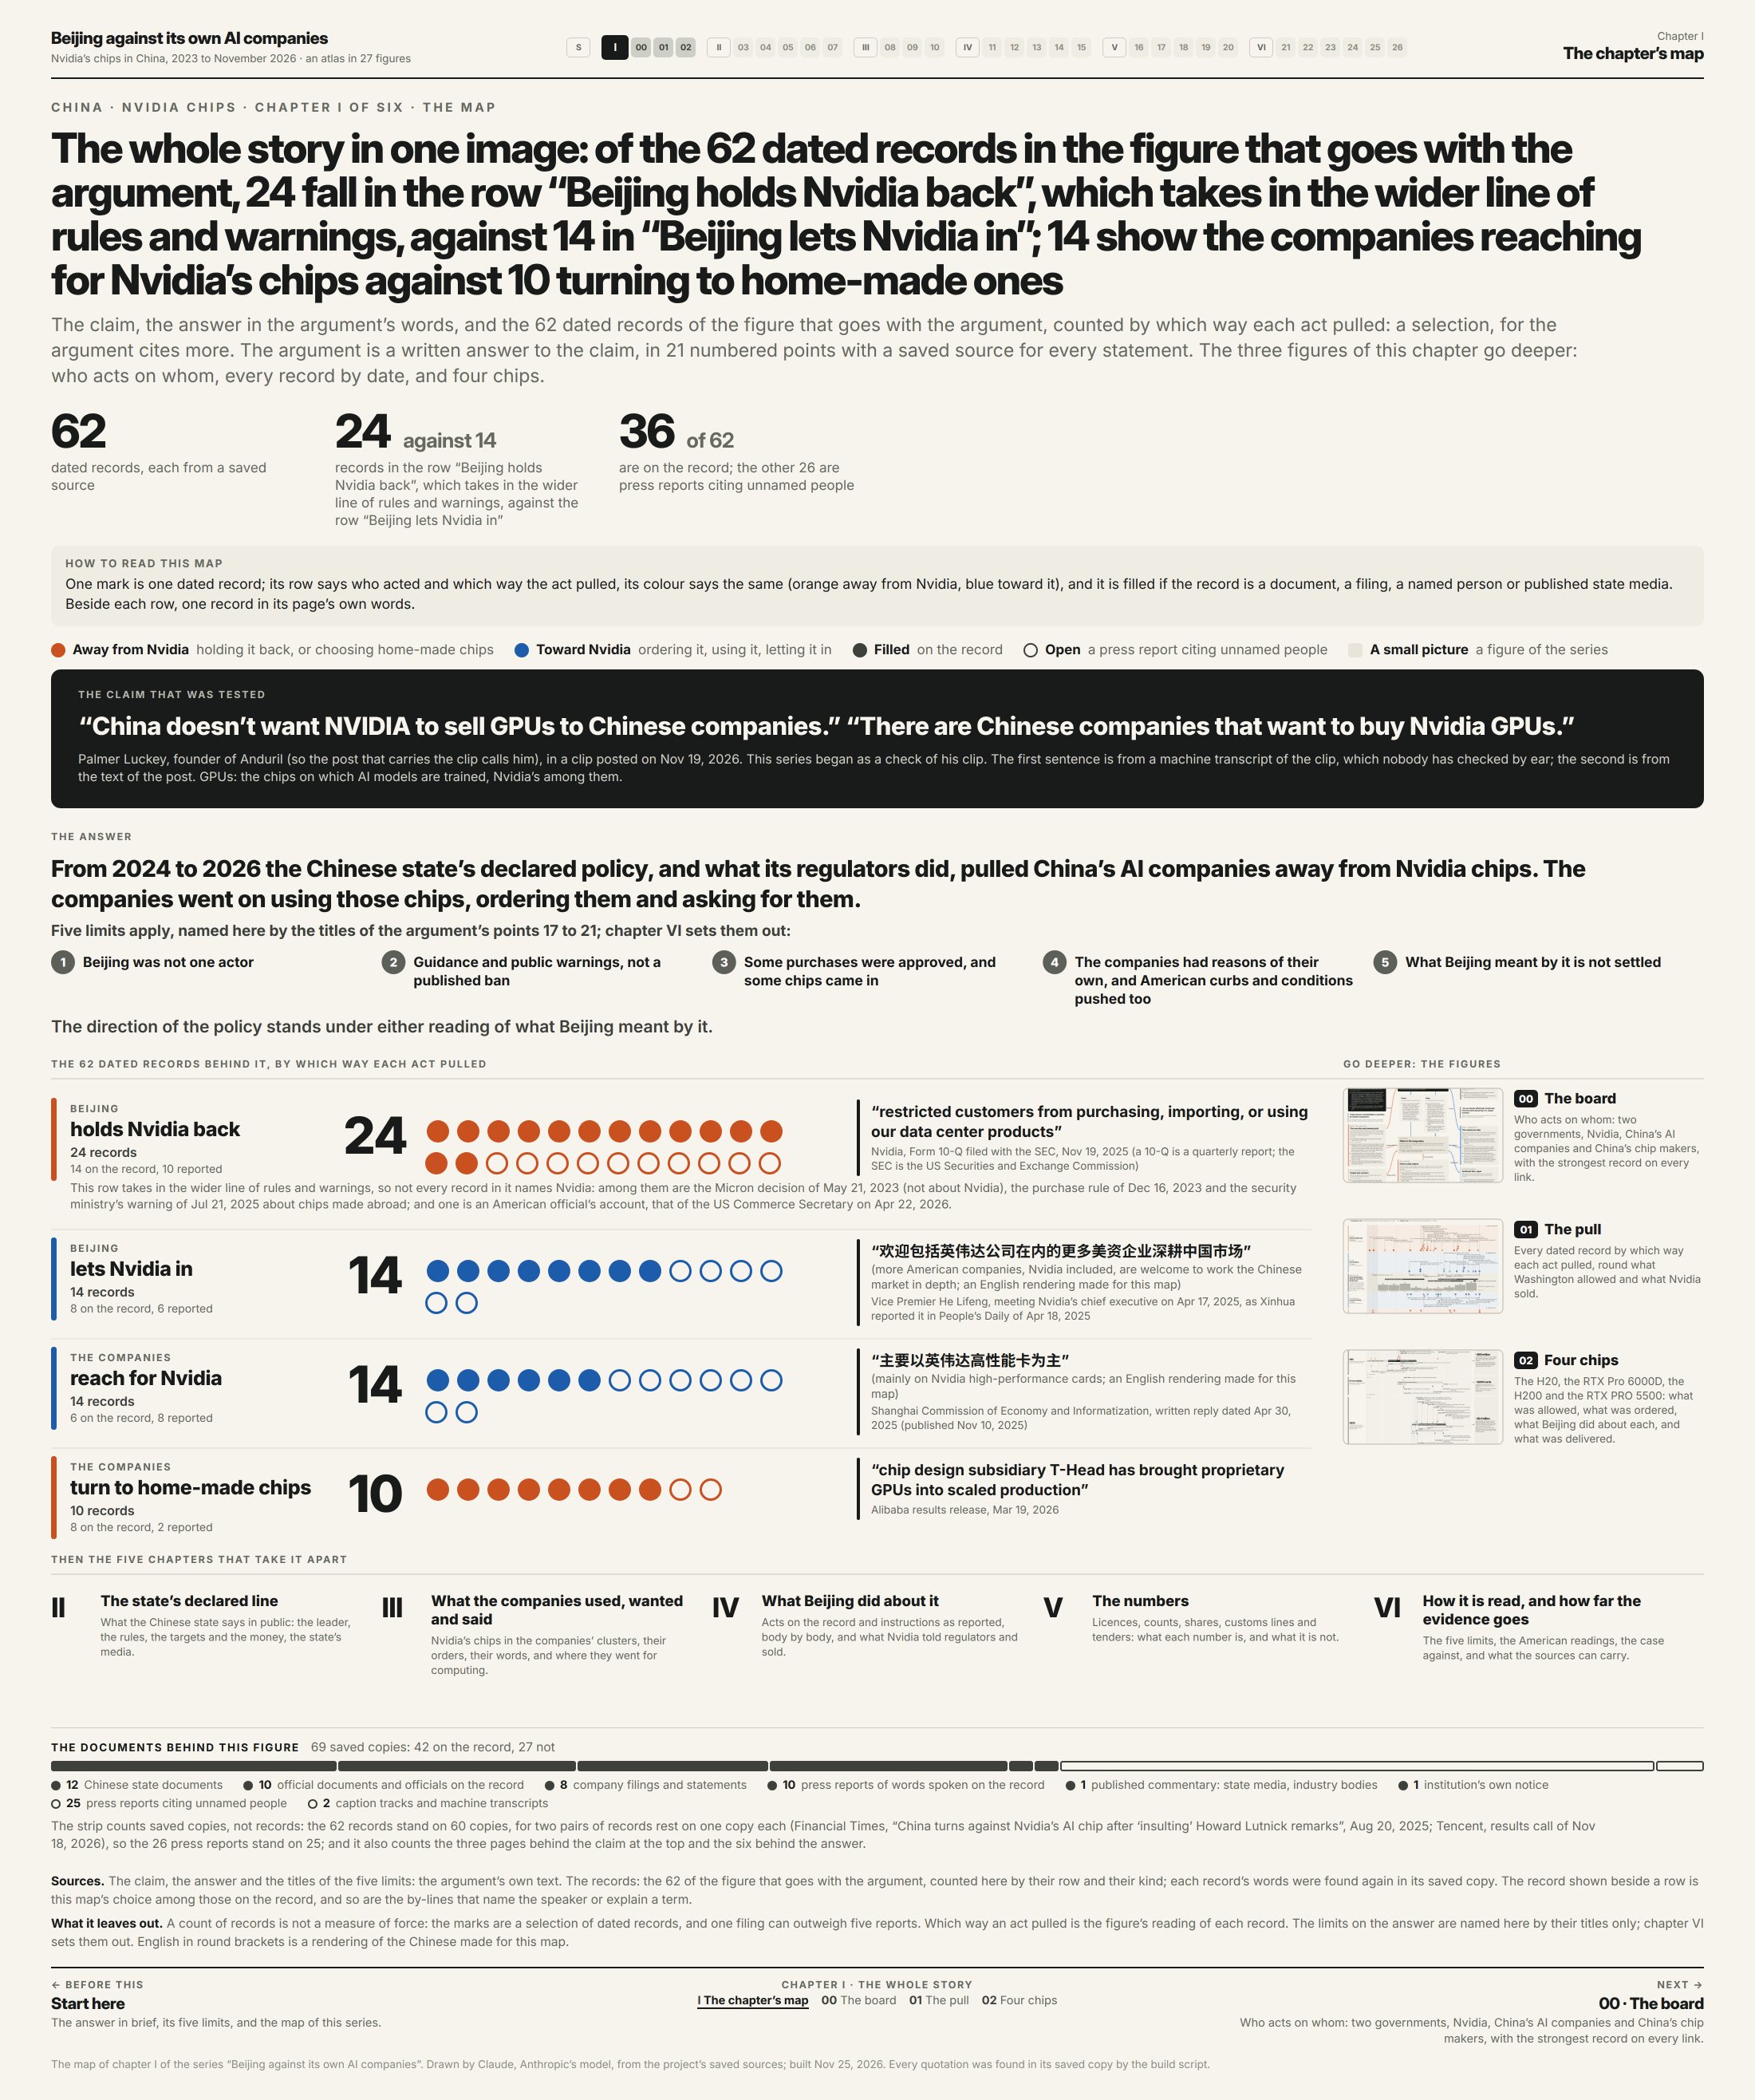 Beijing against its own AI companies
Nvidia's chips in China, 2023 to November 2026 · an atlas in 27 figures
S I 00 01 02 II 03 04 05 06 07 III 08 09 10 IV 11 12 13 14 15 V 16 17 18 19 20 VI 21 22 23 24 25 26
Chapter I
The chapter's map
CHINA · NVIDIA CHIPS · CHAPTER I OF SIX · THE MAP
The whole story in one image: of the 62 dated records in the figure that goes with the
argument, 24 fall in the row “Beijing holds Nvidia back”, which takes in the wider line of
rules and warnings, against 14 in “Beijing lets Nvidia in”; 14 show the companies reaching
for Nvidia’s chips against 10 turning to home-made ones
The claim, the answer in the argument’s words, and the 62 dated records of the figure that goes with the argument, counted by which way each act pulled: a selection, for the
argument cites more. The argument is a written answer to the claim, in 21 numbered points with a saved source for every statement. The three figures of this chapter go deeper:
who acts on whom, every record by date, and four chips.
62
dated records, each from a saved
source
24 against 14
records in the row “Beijing holds
Nvidia back”, which takes in the wider
line of rules and warnings, against the
row “Beijing lets Nvidia in”
36 of 62
are on the record; the other 26 are
press reports citing unnamed people
HOW TO READ THIS MAP
One mark is one dated record; its row says who acted and which way the act pulled, its colour says the same (orange away from Nvidia, blue toward it), and it is filled if the record is a document, a filing, a named person or published state media.
Beside each row, one record in its page’s own words.
Away from Nvidia holding it back, or choosing home-made chips
Toward Nvidia ordering it, using it, letting it in
Filled on the record
Open a press report citing unnamed people
A small picture a figure of the series
THE CLAIM THAT WAS TESTED
“China doesn’t want NVIDIA to sell GPUs to Chinese companies.” “There are Chinese companies that want to buy Nvidia GPUs.”
Palmer Luckey, founder of Anduril (so the post that carries the clip calls him), in a clip posted on Nov 19, 2026. This series began as a check of his clip. The first sentence is from a machine transcript of the clip, which nobody has checked by ear; the second is from
the text of the post. GPUs: the chips on which AI models are trained, Nvidia’s among them.
THE ANSWER
From 2024 to 2026 the Chinese state’s declared policy, and what its regulators did, pulled China’s AI companies away from Nvidia chips. The
companies went on using those chips, ordering them and asking for them.
Five limits apply, named here by the titles of the argument’s points 17 to 21; chapter VI sets them out:
1 Beijing was not one actor
2 Guidance and public warnings, not a
published ban
3 Some purchases were approved, and
some chips came in
4 The companies had reasons of their
own, and American curbs and conditions
pushed too
5 What Beijing meant by it is not settled
The direction of the policy stands under either reading of what Beijing meant by it.
THE 62 DATED RECORDS BEHIND IT, BY WHICH WAY EACH ACT PULLED
BEIJING
holds Nvidia back
24 records
14 on the record, 10 reported
24
“restricted customers from purchasing, importing, or using
our data center products”
Nvidia, Form 10-Q filed with the SEC, Nov 19, 2025 (a 10-Q is a quarterly report; the
SEC is the US Securities and Exchange Commission)
This row takes in the wider line of rules and warnings, so not every record in it names Nvidia: among them are the Micron decision of May 21, 2023 (not about Nvidia), the purchase rule of Dec 16, 2023 and the security
ministry’s warning of Jul 21, 2025 about chips made abroad; and one is an American official’s account, that of the US Commerce Secretary on Apr 22, 2026.
BEIJING
lets Nvidia in
14 records
8 on the record, 6 reported
14
“欢迎包括英伟达公司在内的更多美资企业深耕中国市场”
(more American companies, Nvidia included, are welcome to work the Chinese
market in depth; an English rendering made for this map)
Vice Premier He Lifeng, meeting Nvidia’s chief executive on Apr 17, 2025, as Xinhua
reported it in People’s Daily of Apr 18, 2025
THE COMPANIES
reach for Nvidia
14 records
6 on the record, 8 reported
14
“主要以英伟达高性能卡为主”
(mainly on Nvidia high-performance cards; an English rendering made for this
map)
Shanghai Commission of Economy and Informatization, written reply dated Apr 30,
2025 (published Nov 10, 2025)
THE COMPANIES
turn to home-made chips
10 records
8 on the record, 2 reported
10
“chip design subsidiary T-Head has brought proprietary
GPUs into scaled production”
Alibaba results release, Mar 19, 2026
GO DEEPER: THE FIGURES
00 The board
Who acts on whom: two
governments, Nvidia, China’s AI
companies and China’s chip makers,
with the strongest record on every
link.
01 The pull
Every dated record by which way
each act pulled, round what
Washington allowed and what Nvidia
sold.
02 Four chips
The H20, the RTX Pro 6000D, the
H200 and the RTX PRO 5500: what
was allowed, what was ordered,
what Beijing did about each, and
what was delivered.
THEN THE FIVE CHAPTERS THAT TAKE IT APART
II The state’s declared line
What the Chinese state says in public: the leader,
the rules, the targets and the money, the state’s
media.
III What the companies used, wanted
and said
Nvidia’s chips in the companies’ clusters, their
orders, their words, and where they went for
computing.
IV What Beijing did about it
Acts on the record and instructions as reported,
body by body, and what Nvidia told regulators and
sold.
V The numbers
Licences, counts, shares, customs lines and
tenders: what each number is, and what it is not.
VI How it is read, and how far the
evidence goes
The five limits, the American readings, the case
against, and what the sources can carry.
THE DOCUMENTS BEHIND THIS FIGURE 69 saved copies: 42 on the record, 27 not
12 Chinese state documents
10 official documents and officials on the record
8 company filings and statements
10 press reports of words spoken on the record
1 published commentary: state media, industry bodies
1 institution’s own notice
25 press reports citing unnamed people
2 caption tracks and machine transcripts
The strip counts saved copies, not records: the 62 records stand on 60 copies, for two pairs of records rest on one copy each (Financial Times, “China turns against Nvidia’s AI chip after ‘insulting’ Howard Lutnick remarks”, Aug 20, 2025; Tencent, results call of Nov
18, 2026), so the 26 press reports stand on 25; and it also counts the three pages behind the claim at the top and the six behind the answer.
Sources. The claim, the answer and the titles of the five limits: the argument’s own text. The records: the 62 of the figure that goes with the argument, counted here by their row and their kind; each record’s words were found again in its saved copy. The record shown beside a row is
this map’s choice among those on the record, and so are the by-lines that name the speaker or explain a term.
What it leaves out. A count of records is not a measure of force: the marks are a selection of dated records, and one filing can outweigh five reports. Which way an act pulled is the figure’s reading of each record. The limits on the answer are named here by their titles only; chapter VI
sets them out. English in round brackets is a rendering of the Chinese made for this map.
← BEFORE THIS
Start here
The answer in brief, its five limits, and the map of this series.
CHAPTER I · THE WHOLE STORY
I The chapter’s map 00 The board 01 The pull 02 Four chips
NEXT →
00 · The board
Who acts on whom: two governments, Nvidia, China’s AI companies and China’s chip
makers, with the strongest record on every link.
The map of chapter I of the series “Beijing against its own AI companies”. Drawn by Claude, Anthropic’s model, from the project’s saved sources; built Nov 25, 2026. Every quotation was found in its saved copy by the build script.